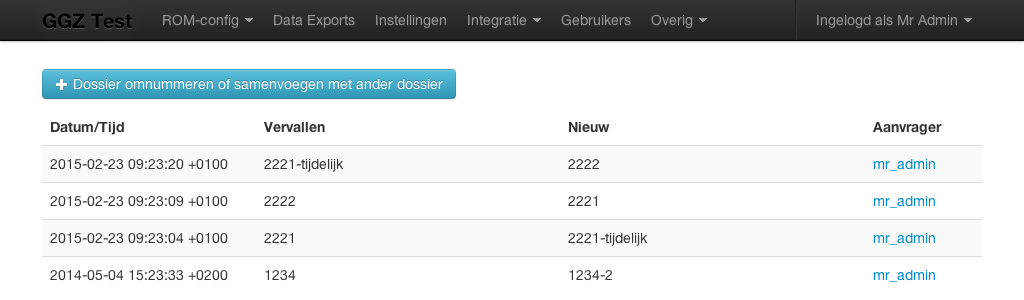 GGZ Test ROM-config Data Exports Instellingen Integratie Gebruikers Overig Ingelogd als Mr Admin
Dossier omnummeren of samenvoegen met ander dossier
Datum/Tijd Vervallen Nieuw Aanvrager
2015-02-23 09:23:20 +0100 2221-tijdelijk 2222 mr_admin
2015-02-23 09:23:09 +0100 2222 2221 mr_admin
2015-02-23 09:23:04 +0100 2221 2221-tijdelijk mr_admin
2014-05-04 15:23:33 +0200 1234 1234-2 mr_admin